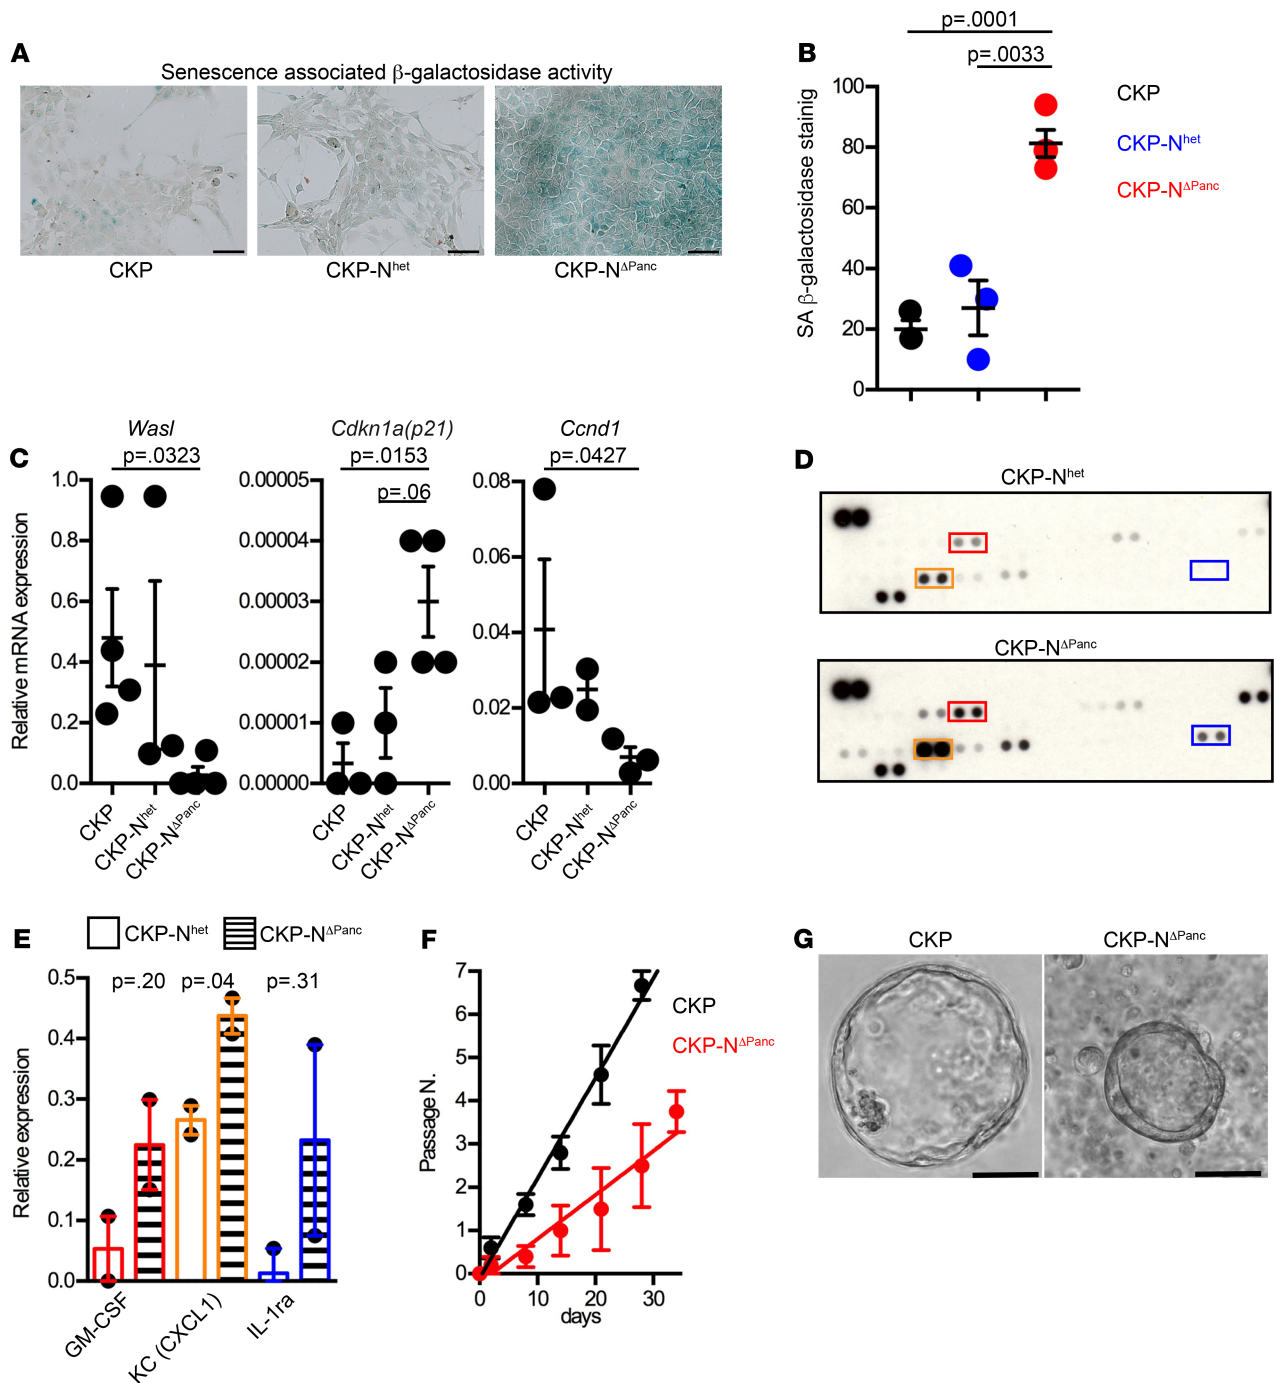 A
Senescence associated β-galactosidase activity
CKP
CKP-Nhet
CKP-NΔPanc
B
p=.0001
p=.0033
SA β-galactosidase stainig
100
80
60
40
20
0
CKP
CKP-Nhet
CKP-NΔPanc
C
Relative mRNA expression
Wasl
p=.0323
1.0
0.8
0.6
0.4
0.2
0.0
CKP
CKP-Nhet
CKP-NΔPanc
Cdkn1a(p21)
p=.0153
p=.06
0.00005
0.00004
0.00003
0.00002
0.00001
0.00000
CKP
CKP-Nhet
CKP-NΔPanc
Ccnd1
p=.0427
0.08
0.06
0.04
0.02
0.00
CKP
CKP-Nhet
CKP-NΔPanc
D
CKP-Nhet
CKP-NΔPanc
E
CKP-Nhet
CKP-NΔPanc
Relative expression
p=.20
p=.04
p=.31
0.5
0.4
0.3
0.2
0.1
0.0
GM-CSF
KC (CXCL1)
IL-1ra
F
Passage N.
7
6
5
4
3
2
1
0
0
10
20
30
days
CKP
CKP-NΔPanc
G
CKP
CKP-NΔPanc